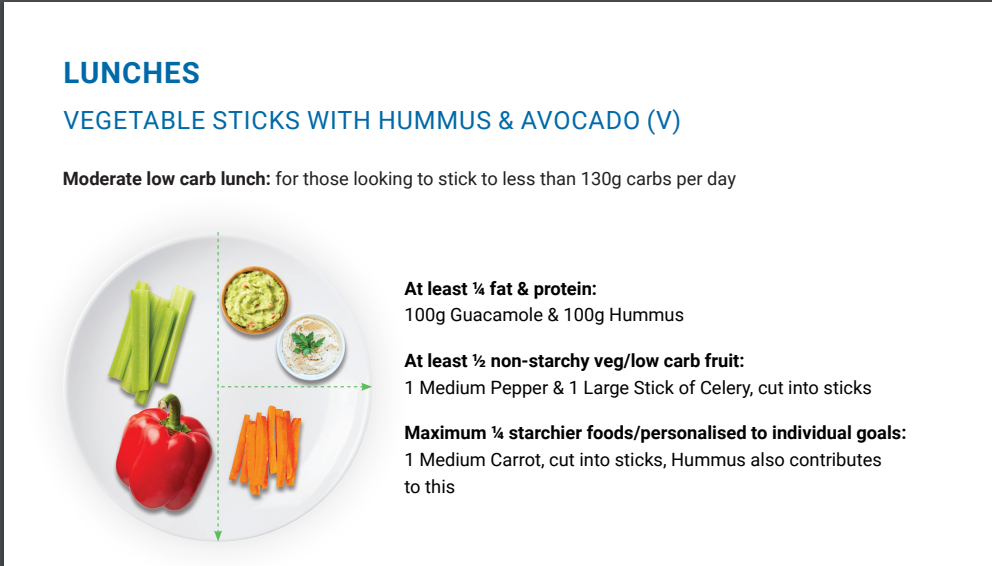 LUNCHES
VEGETABLE STICKS WITH HUMMUS & AVOCADO (V)
Moderate low carb lunch: for those looking to stick to less than 130g carbs per day
At least ¼ fat & protein:
100g Guacamole & 100g Hummus
At least ½ non-starchy veg/low carb fruit:
1 Medium Pepper & 1 Large Stick of Celery, cut into sticks
Maximum ¼ starchier foods/personalised to individual goals:
1 Medium Carrot, cut into sticks, Hummus also contributes
to this